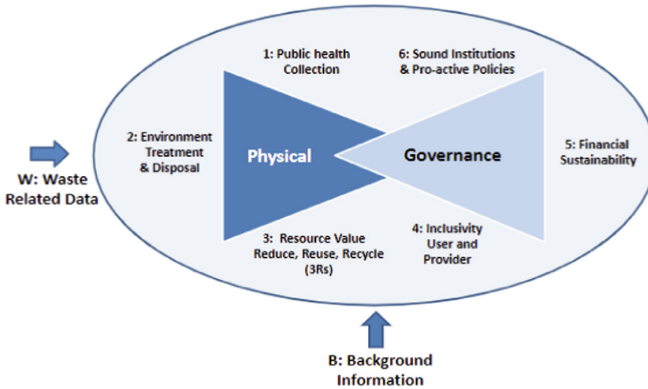 1: Public health
Collection
6: Sound Institutions
& Pro-active Policies
2: Environment
Treatment
& Disposal
Physical
Governance
5: Financial
Sustainability
W: Waste
Related Data
3: Resource Value
Reduce, Reuse, Recycle
(3Rs)
4: Inclusivity
User and
Provider
B: Background
Information